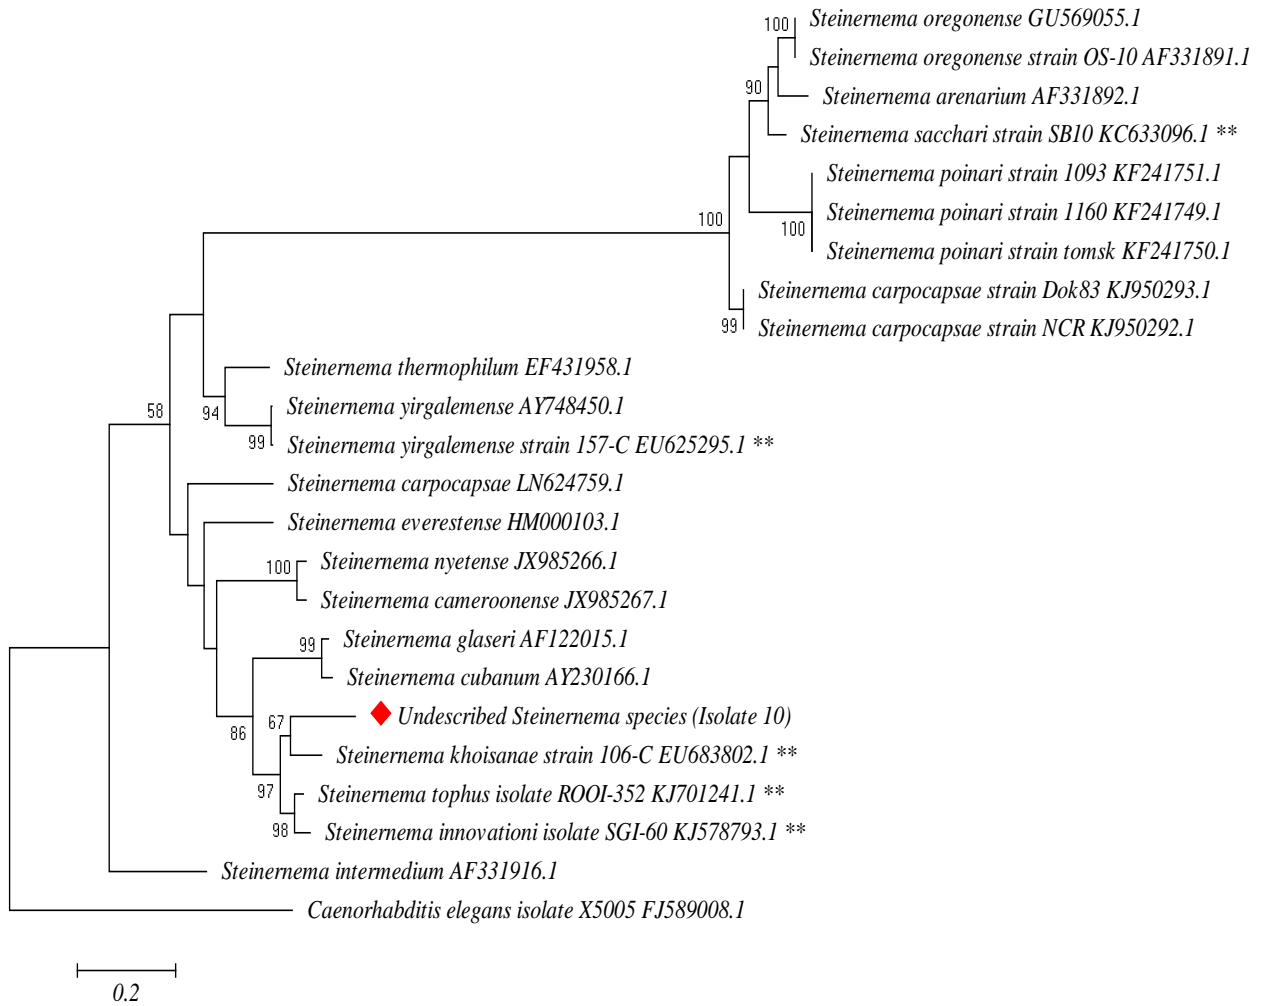 100
Steinernema oregonense GU569055.1
Steinernema oregonense strain OS-10 AF331891.1
90
Steinernema arenarium AF331892.1
Steinernema sacchari strain SB10 KC633096.1 **
Steinernema poinari strain 1093 KF241751.1
100
Steinernema poinari strain 1160 KF241749.1
100
Steinernema poinari strain tomsk KF241750.1
Steinernema carpocapsae strain Dok83 KJ950293.1
99
Steinernema carpocapsae strain NCR KJ950292.1
Steinernema thermophilum EF431958.1
58
94
Steinernema yirgalemense AY748450.1
99
Steinernema yirgalemense strain 157-C EU625295.1 **
Steinernema carpocapsae LN624759.1
Steinernema everestense HM000103.1
100
Steinernema nyetense JX985266.1
Steinernema cameroonense JX985267.1
99
Steinernema glaseri AF122015.1
Steinernema cubanum AY230166.1
86
67
Undescribed Steinernema species (Isolate 10)
Steinernema khoisanae strain 106-C EU683802.1 **
97
Steinernema tophus isolate ROOI-352 KJ701241.1 **
98
Steinernema innovationi isolate SGI-60 KJ578793.1 **
Steinernema intermedium AF331916.1
Caenorhabditis elegans isolate X5005 FJ589008.1
0.2